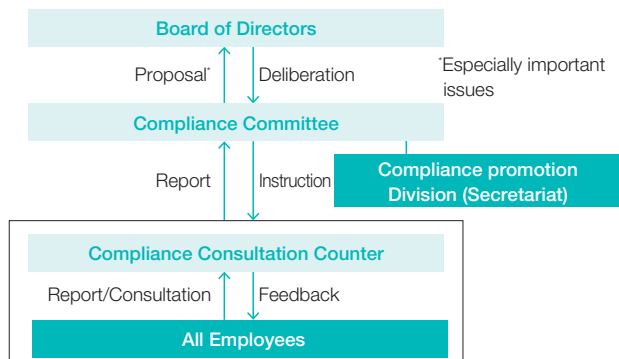 Board of Directors
Proposal* Deliberation
*Especially important
issues
Compliance Committee
Report Instruction
Compliance promotion
Division (Secretariat)
Compliance Consultation Counter
Report/Consultation Feedback
All Employees